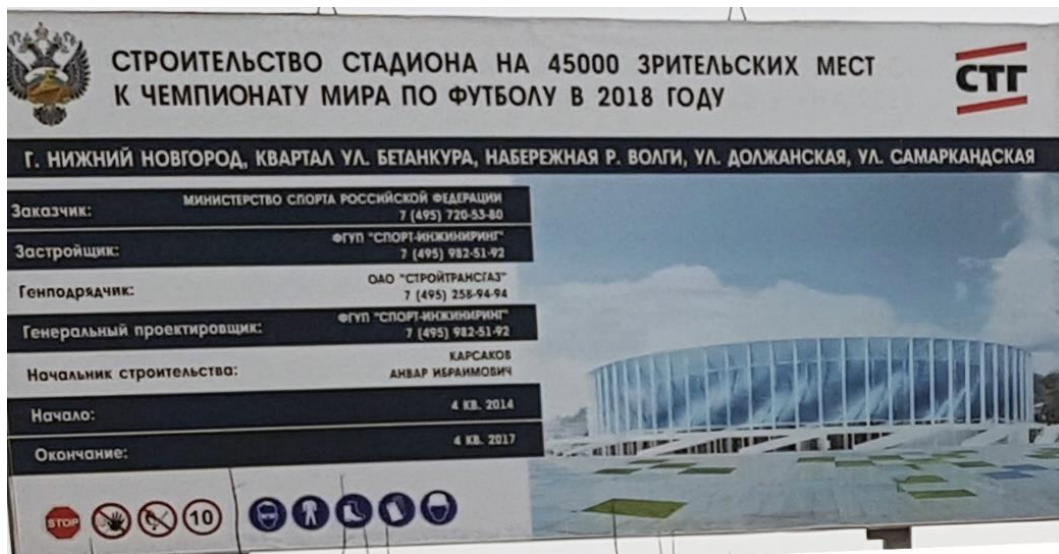 СТРОИТЕЛЬСТВО СТАДИОНА НА 45000 ЗРИТЕЛЬСКИХ МЕСТ
К ЧЕМПИОНАТУ МИРА ПО ФУТБОЛУ В 2018 ГОДУ
СТГ
Г. НИЖНИЙ НОВГОРОД, КВАРТАЛ УЛ. БЕТАНКУРА, НАБЕРЕЖНАЯ Р. ВОЛГИ, УЛ. ДОЛЖАНСКАЯ, УЛ. САМАРКАНДСКАЯ
Заказчик: МИНИСТЕРСТВО СПОРТА РОССИЙСКОЙ ФЕДЕРАЦИИ
7 (495) 720-53-80
Застройщик: ФГУП "СПОРТ-ИНЖИНИРИНГ"
7 (495) 982-51-92
Генподрядчик: ОАО "СТРОЙТРАНСГАЗ"
7 (495) 258-94-94
Генеральный проектировщик: ФГУП "СПОРТ-ИНЖИНИРИНГ"
7 (495) 982-51-92
Начальник строительства: КАРСАКОВ
АНВАР ИБРАИМОВИЧ
Начало: 4 КВ. 2014
Окончание: 4 КВ. 2017
STOP
10